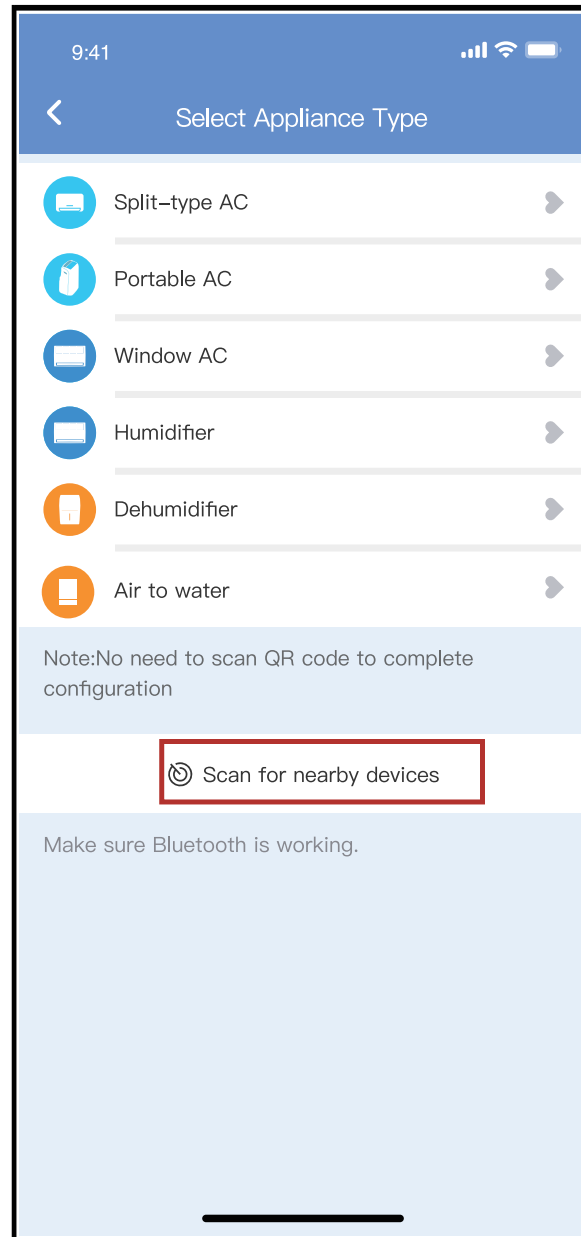 9:41
Select Appliance Type
Split-type AC
Portable AC
Window AC
Humidifier
Dehumidifier
Air to water
Note:No need to scan QR code to complete
configuration
Scan for nearby devices
Make sure Bluetooth is working.